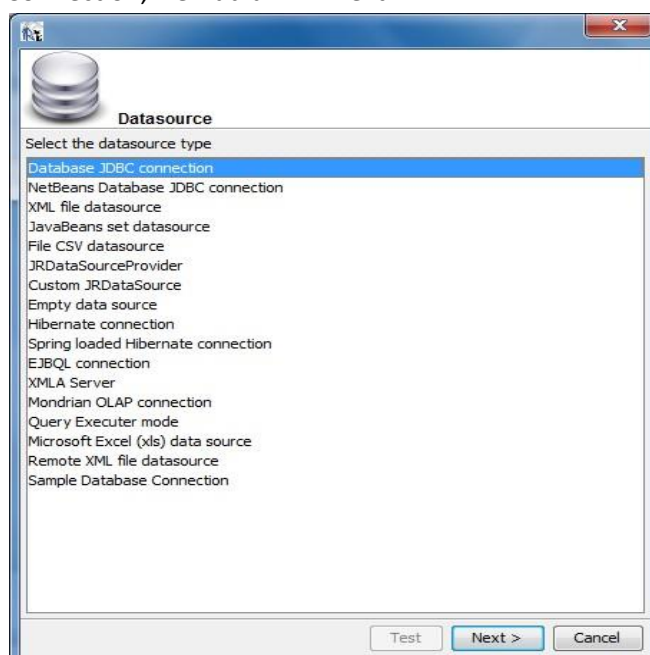 Datasource
Select the datasource type
Database JDBC connection
NetBeans Database JDBC connection
XML file datasource
JavaBeans set datasource
File CSV datasource
JRDataSourceProvider
Custom JRDataSource
Empty data source
Hibernate connection
Spring loaded Hibernate connection
EJBQL connection
XMLA Server
Mondrian OLAP connection
Query Executer mode
Microsoft Excel (xls) data source
Remote XML file datasource
Sample Database Connection
Test Next > Cancel